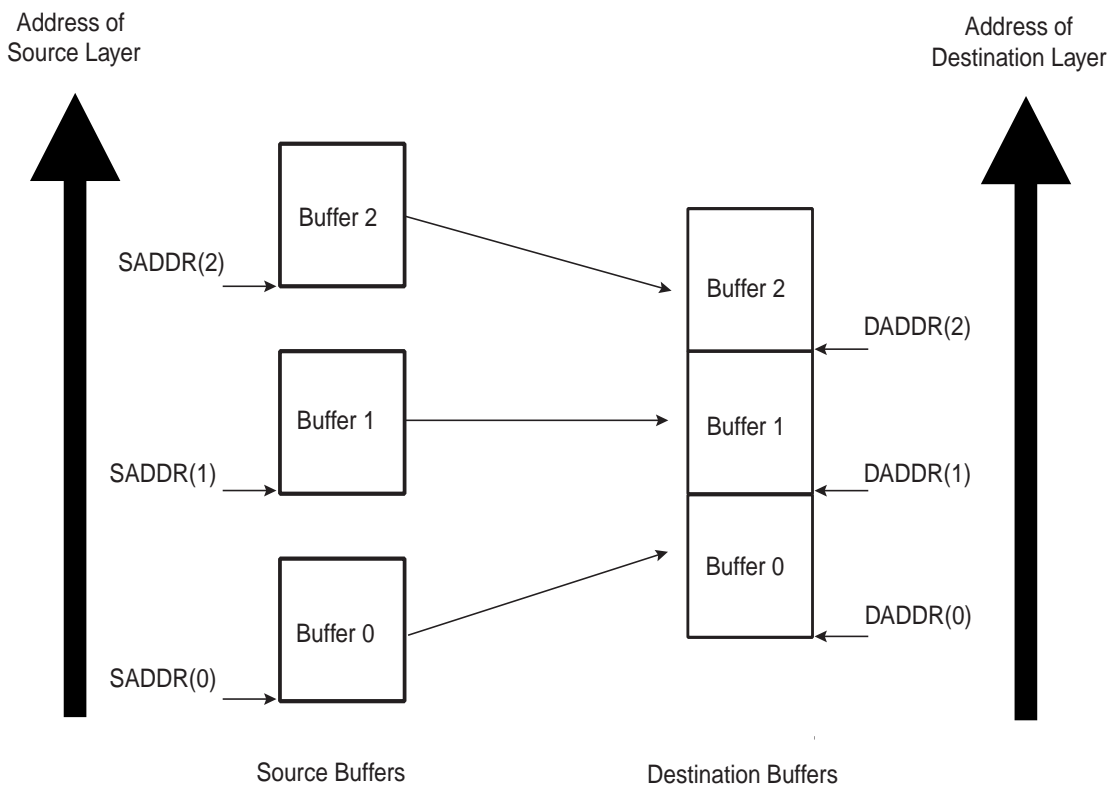 Address of
Source Layer
Address of
Destination Layer
Buffer 2
SADDR(2)
Buffer 2
DADDR(2)
Buffer 1
Buffer 1
SADDR(1)
DADDR(1)
Buffer 0
Buffer 0
DADDR(0)
SADDR(0)
Source Buffers
Destination Buffers